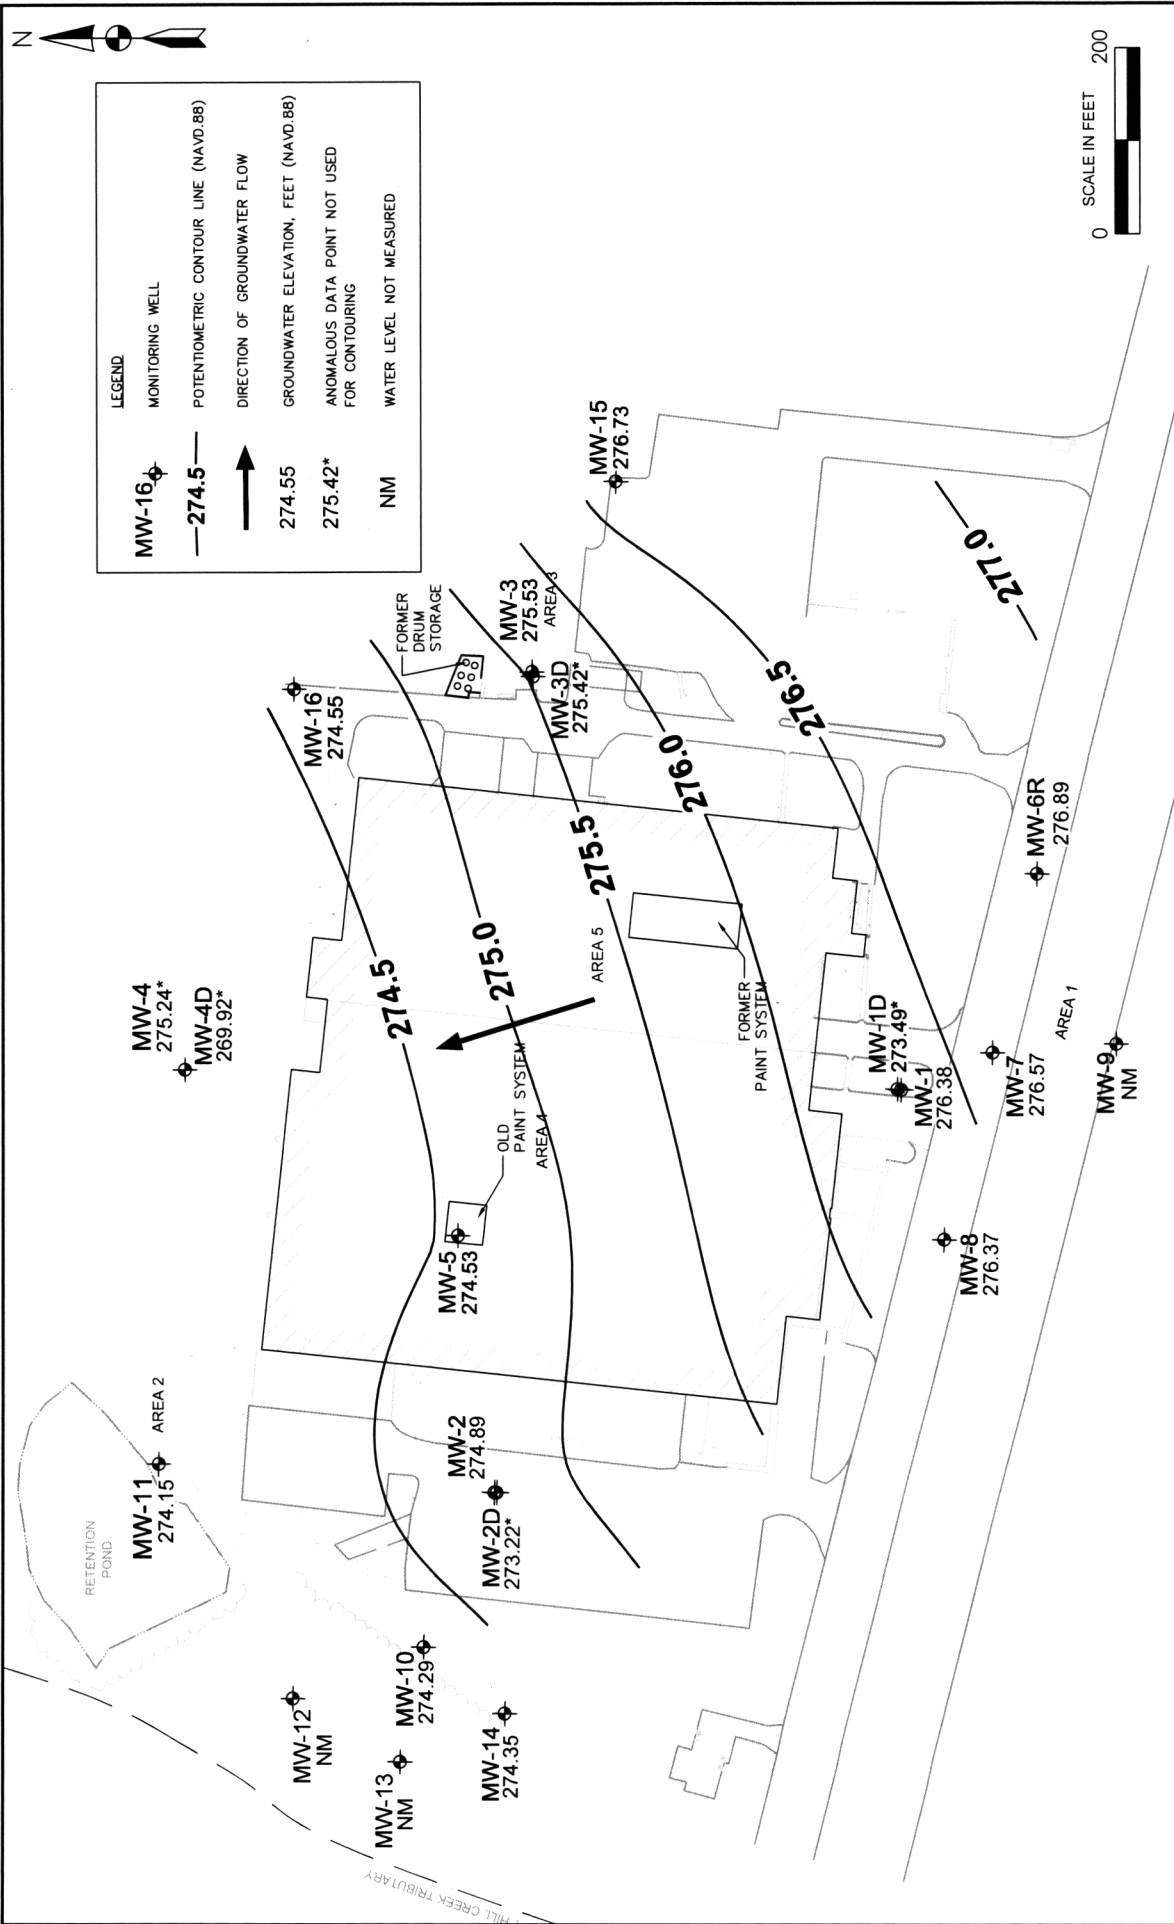 N
LEGEND
MW-16
MONITORING WELL
274.5
POTENTIOMETRIC CONTOUR LINE (NAVD.88)
DIRECTION OF GROUNDWATER FLOW
274.55
GROUNDWATER ELEVATION, FEET (NAVD.88)
275.42*
ANOMALOUS DATA POINT NOT USED
FOR CONTOURING
NM
WATER LEVEL NOT MEASURED
SCALE IN FEET
0
200
RETENTION
POND
MW-11
274.15
AREA 2
MW-4
275.24*
MW-4D
269.92*
MW-16
274.55
FORMER
DRUM
STORAGE
MW-3
275.53
AREA 3
MW-3D
275.42*
MW-15
276.73
MW-12
NM
MW-13
NM
MW-10
274.29
MW-14
274.35
MW-2
274.89
MW-2D
273.22*
MW-5
274.53
OLD
PAINT SYSTEM
AREA 4
AREA 5
FORMER
PAINT SYSTEM
274.5
275.0
275.5
276.0
276.5
277.0
MW-1D
273.49*
MW-1
276.38
MW-8
276.37
MW-7
276.57
AREA 1
MW-9
NM
MW-6R
276.89
HILL CREEK TRIBUTARY